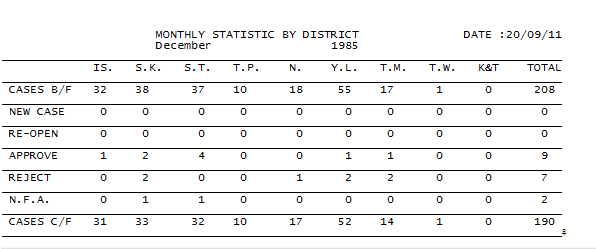 MONTHLY STATISTIC BY DISTRICT DATE :20/09/11
December 1985
IS. S.K. S.T. T.P. N. Y.L. T.M. T.W. K&T TOTAL
CASES B/F 32 38 37 10 18 55 17 1 0 208
NEW CASE 0 0 0 0 0 0 0 0 0 0
RE-OPEN 0 0 0 0 0 0 0 0 0 0
APPROVE 1 2 4 0 0 1 1 0 0 9
REJECT 0 2 0 0 1 2 2 0 0 7
N.F.A. 0 1 1 0 0 0 0 0 0 2
CASES C/F 31 33 32 10 17 52 14 1 0 190